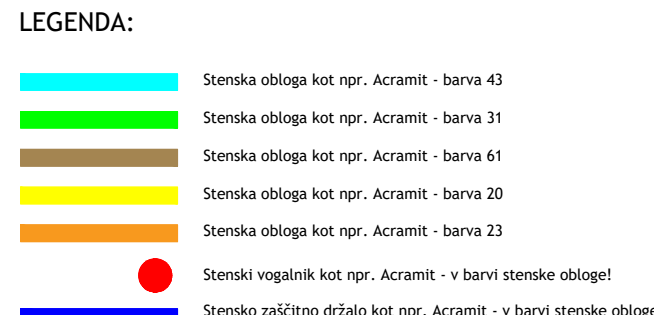 LEGENDA:
Stenska obloga kot npr. Acramit - barva 43
Stenska obloga kot npr. Acramit - barva 31
Stenska obloga kot npr. Acramit - barva 61
Stenska obloga kot npr. Acramit - barva 20
Stenska obloga kot npr. Acramit - barva 23
Stenski vogalnik kot npr. Acramit - v barvi stenske obloge!
Stensko zaščitno držalo kot npr. Acramit - v barvi stenske obloge